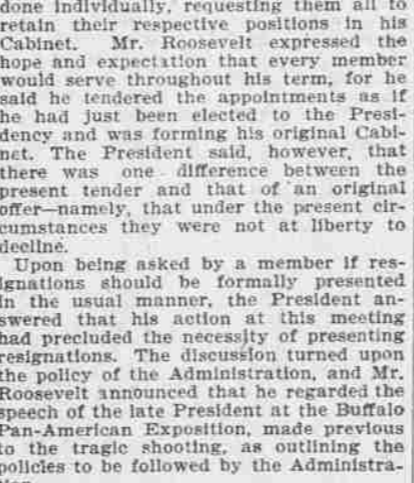 done individually, requesting them all to
retain their respective positions in his
Cabinet. Mr. Roosevelt expressed the
hope and expectation that every member
would serve throughout his term, for he
said he tendered the appointments as if
he had just been elected to the Presi-
dency and was forming his original Cabi-
net. The President said, however, that
there was one difference between the
present tender and that of an original
offer—namely, that under the present cir-
cumstances they were not at liberty to
decline.
Upon being asked by a member if res-
ignations should be formally presented
in the usual manner, the President an-
swered that his action at this meeting
had precluded the necessity of presenting
resignations. The discussion turned upon
the policy of the Administration, and Mr.
Roosevelt announced that he regarded the
speech of the late President at the Buffalo
Pan-American Exposition, made previous
to the tragic shooting, as outlining the
policies to be followed by the Administra-